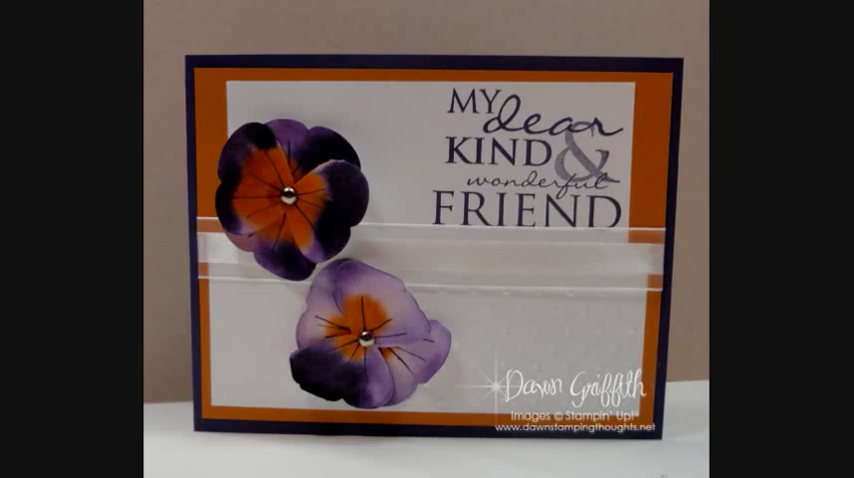 MY
dear
KIND &
wonderful
FRIEND
Dawn Griffith
Images © Stampin' Up!®
www.dawnstampingthoughts.net